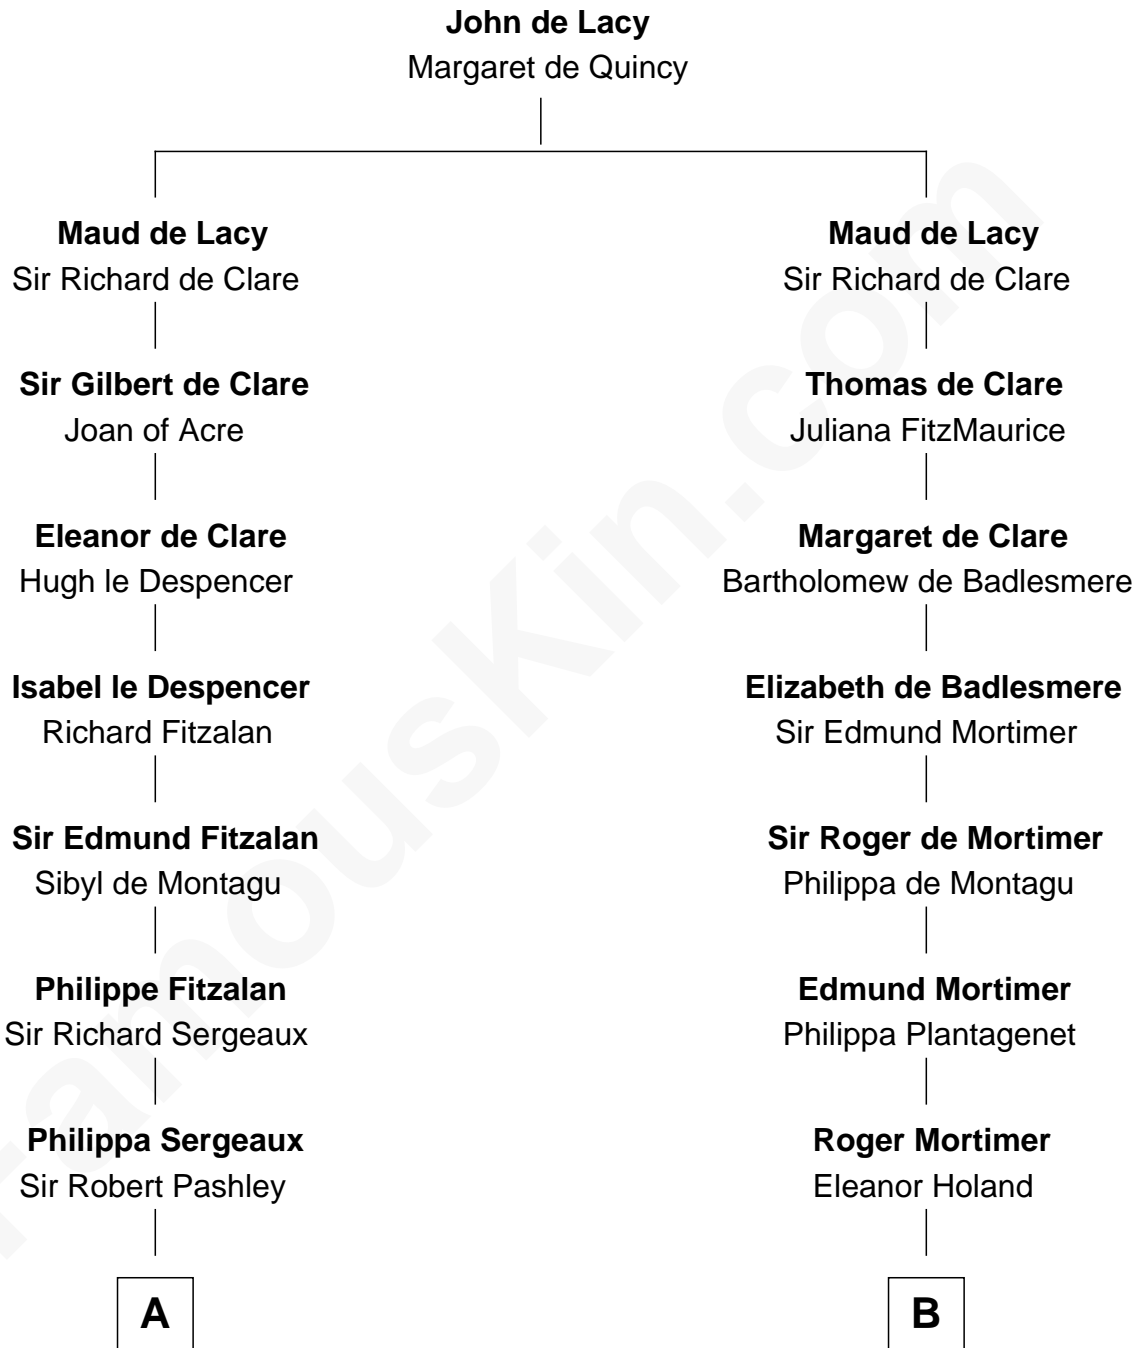 John de Lacy
Margaret de Quincy
Maud de Lacy
Sir Richard de Clare
Sir Gilbert de Clare
Joan of Acre
Eleanor de Clare
Hugh le Despencer
Isabel le Despencer
Richard Fitzalan
Sir Edmund Fitzalan
Sibyl de Montagu
Philippe Fitzalan
Sir Richard Sergeaux
Philippa Sergeaux
Sir Robert Pashley
A
Maud de Lacy
Sir Richard de Clare
Thomas de Clare
Juliana FitzMaurice
Margaret de Clare
Bartholomew de Badlesmere
Elizabeth de Badlesmere
Sir Edmund Mortimer
Sir Roger de Mortimer
Philippa de Montagu
Edmund Mortimer
Philippa Plantagenet
Roger Mortimer
Eleanor Holand
B
FamousKin.com